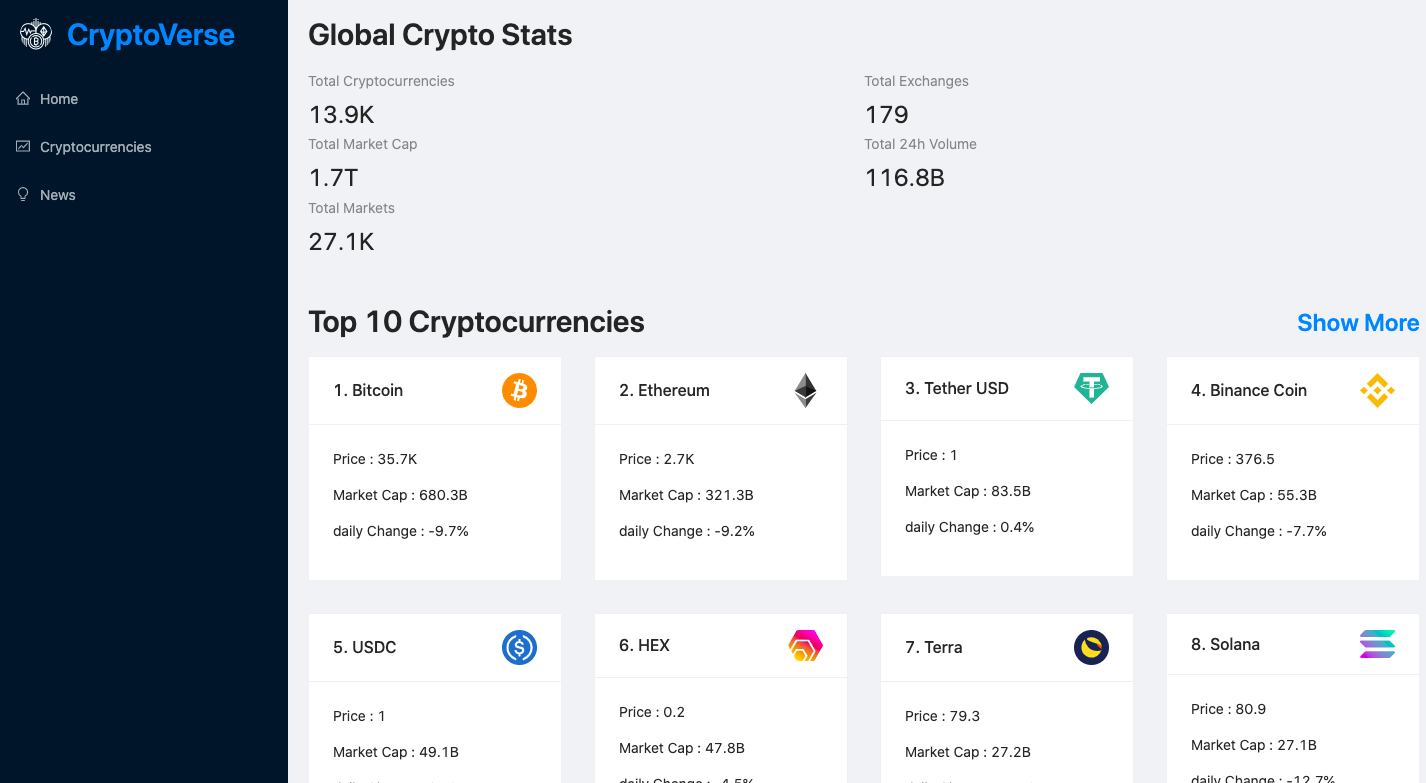 CryptoVerse
Home
Cryptocurrencies
News
Global Crypto Stats
Total Cryptocurrencies
13.9K
Total Exchanges
179
Total Market Cap
1.7T
Total 24h Volume
116.8B
Total Markets
27.1K
Top 10 Cryptocurrencies
Show More
1. Bitcoin
Price : 35.7K
Market Cap : 680.3B
daily Change : -9.7%
2. Ethereum
Price : 2.7K
Market Cap : 321.3B
daily Change : -9.2%
3. Tether USD
Price : 1
Market Cap : 83.5B
daily Change : 0.4%
4. Binance Coin
Price : 376.5
Market Cap : 55.3B
daily Change : -7.7%
5. USDC
Price : 1
Market Cap : 49.1B
6. HEX
Price : 0.2
Market Cap : 47.8B
daily Change : -4.5%
7. Terra
Price : 79.3
Market Cap : 27.2B
8. Solana
Price : 80.9
Market Cap : 27.1B
daily Change : -12.7%